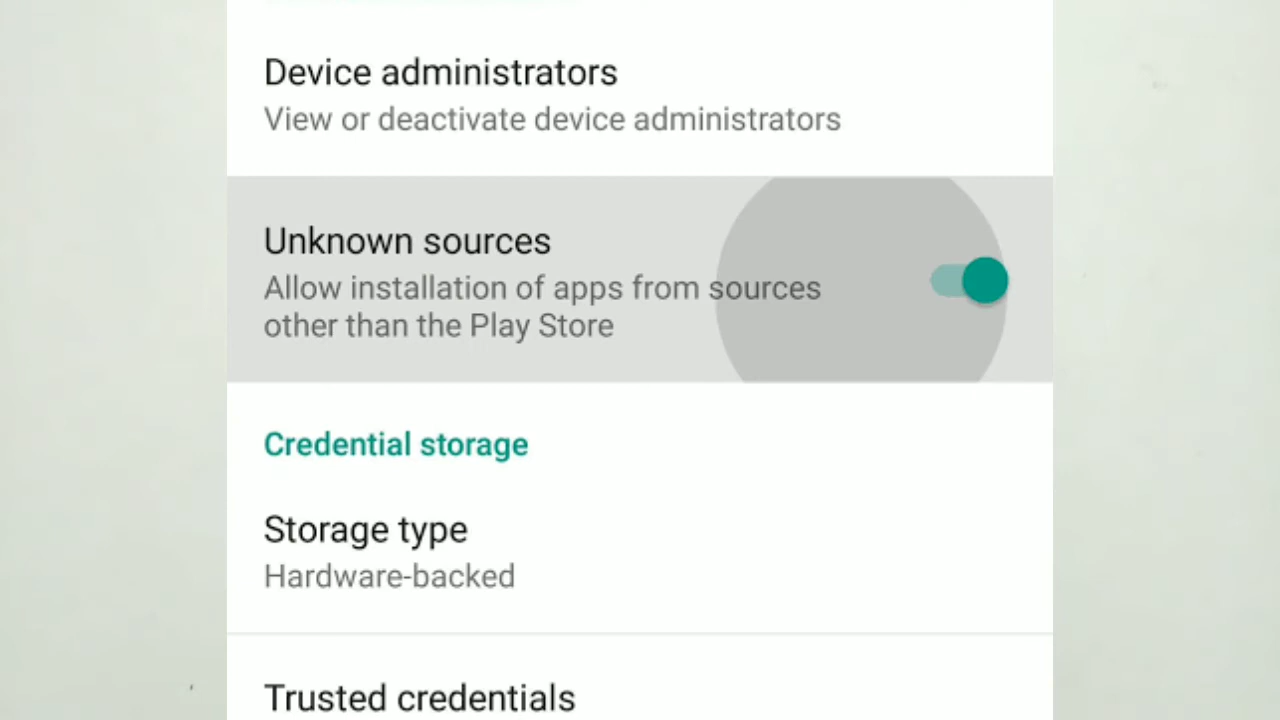 Device administrators
View or deactivate device administrators
Unknown sources
Allow installation of apps from sources
other than the Play Store
Credential storage
Storage type
Hardware-backed
Trusted credentials